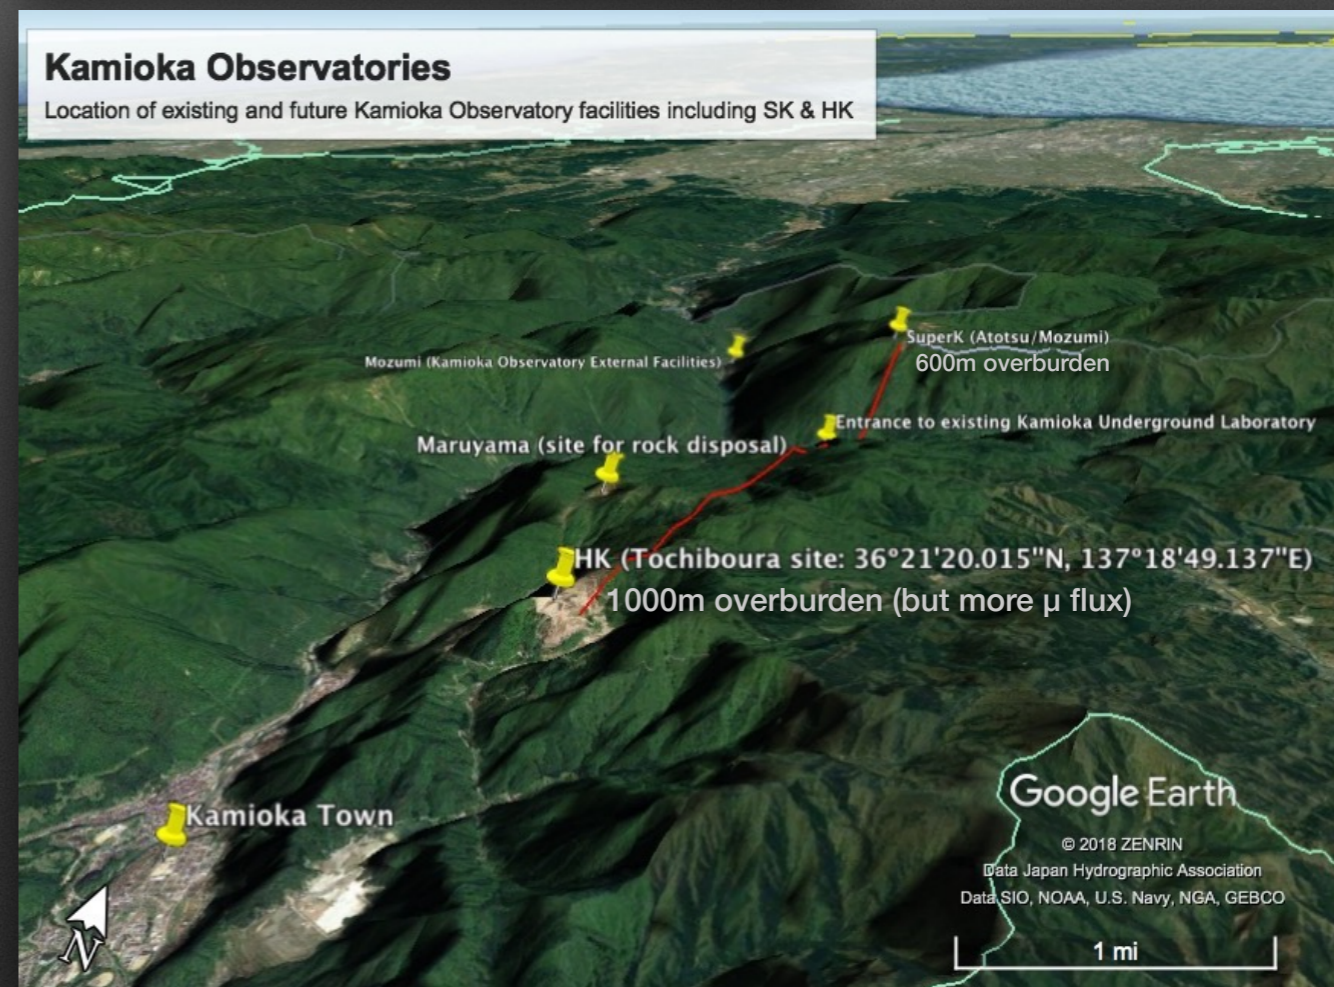 Kamioka Observatories
Location of existing and future Kamioka Observatory facilities including SK & HK
SuperK (Atotsu/Mozumi)
600m overburden
Mozumi (Kamioka Observatory External Facilities)
Entrance to existing Kamioka Underground Laboratory
Maruyama (site for rock disposal)
HK (Tochiboura site: 36°21'20.015"N, 137°18'49.137"E)
1000m overburden (but more μ flux)
Kamioka Town
Google Earth
© 2018 ZENRIN
Data Japan Hydrographic Association
Data SIO, NOAA, U.S. Navy, NGA, GEBCO
N
1 mi